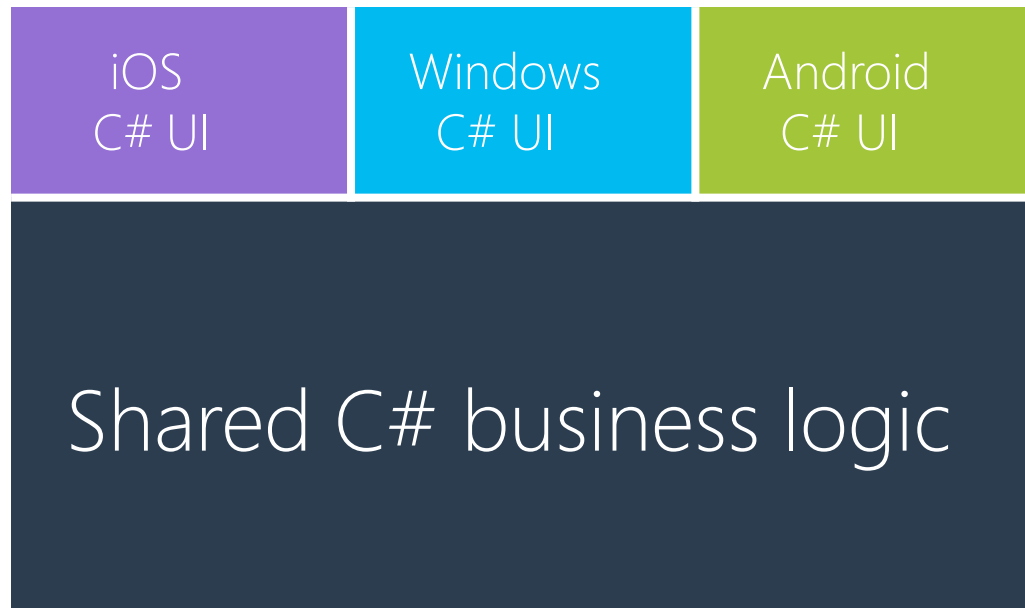 iOS
C# UI
Windows
C# UI
Android
C# UI
Shared C# business logic